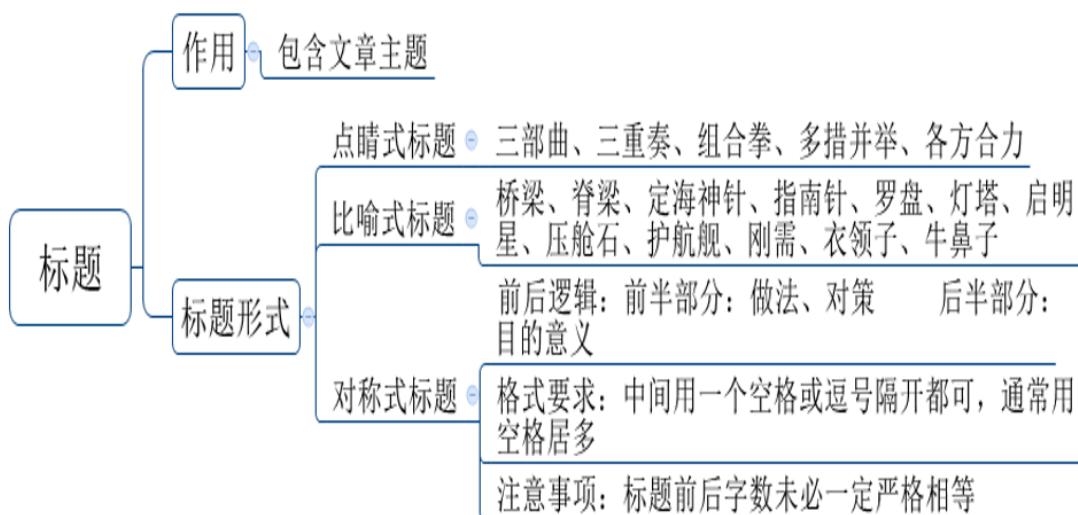 标题
作用
包含文章主题
标题形式
点睛式标题
三部曲、三重奏、组合拳、多措并举、各方合力
比喻式标题
桥梁、脊梁、定海神针、指南针、罗盘、灯塔、启明
星、压舱石、护航舰、刚需、衣领子、牛鼻子
对称式标题
前后逻辑：前半部分：做法、对策 后半部分：
目的意义
格式要求：中间用一个空格或逗号隔开都可，通常用
空格居多
注意事项：标题前后字数未必一定严格相等